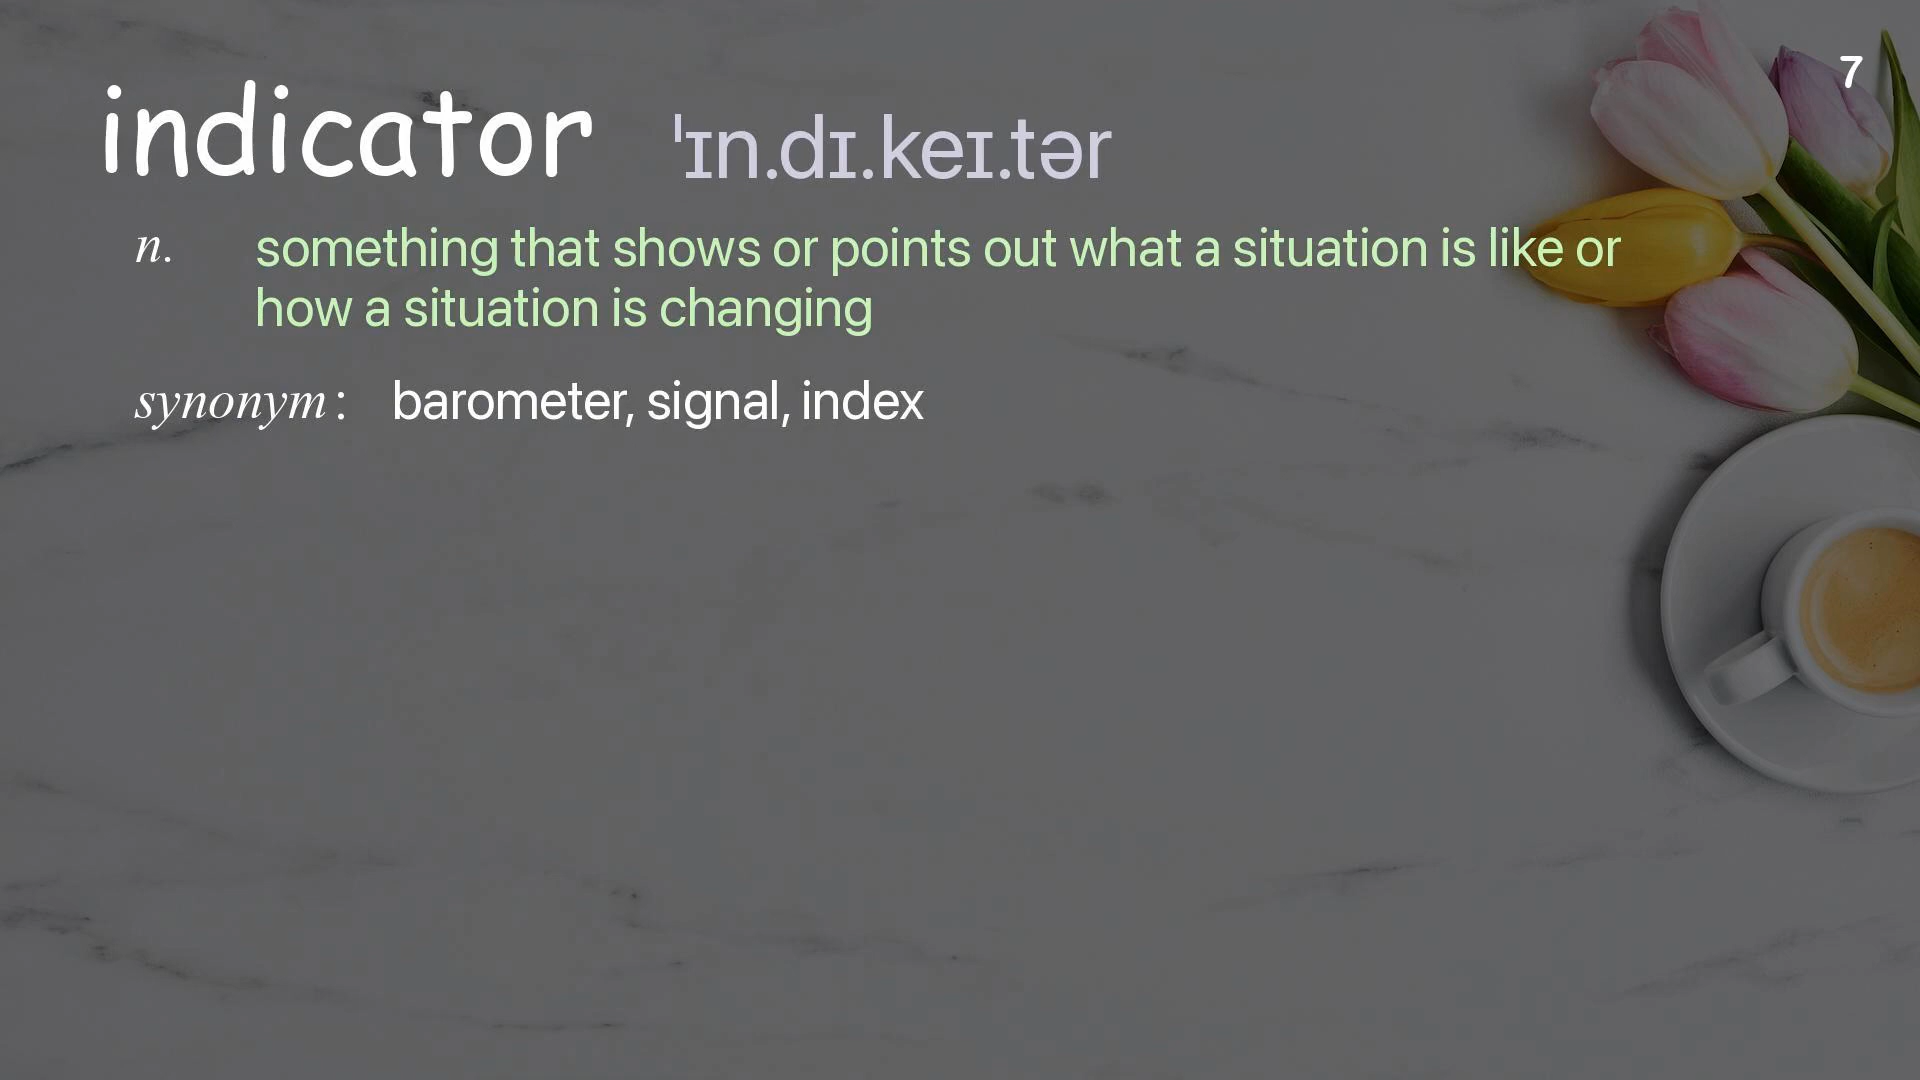 7
indicator ˈɪn.dɪ.keɪ.tər
n. something that shows or points out what a situation is like or
how a situation is changing
synonym: barometer, signal, index